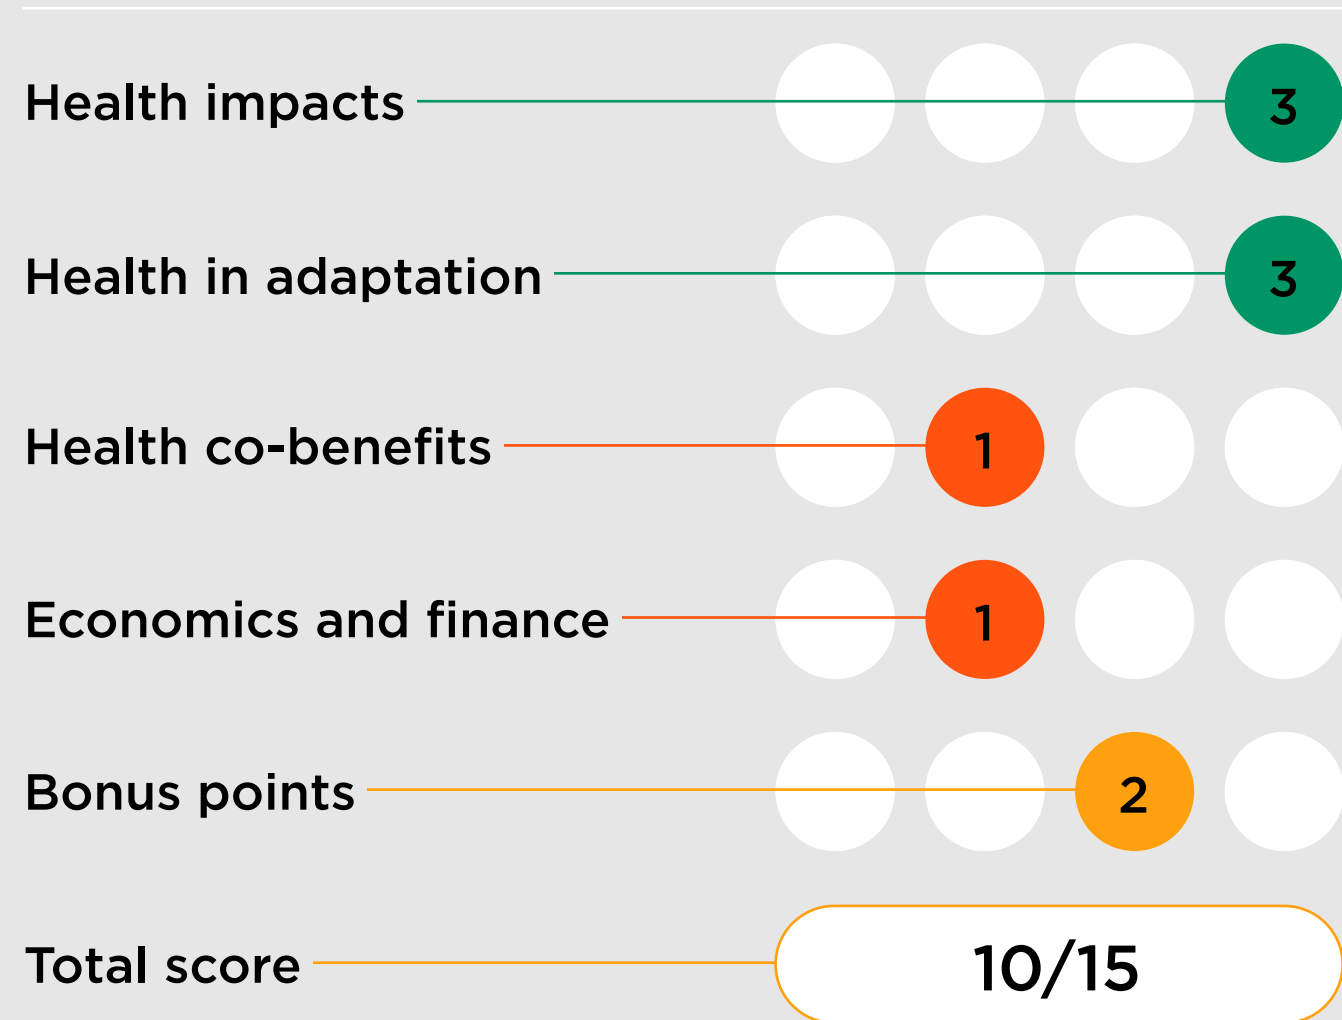 Health impacts 3
Health in adaptation 3
Health co-benefits 1
Economics and finance 1
Bonus points 2
Total score 10/15